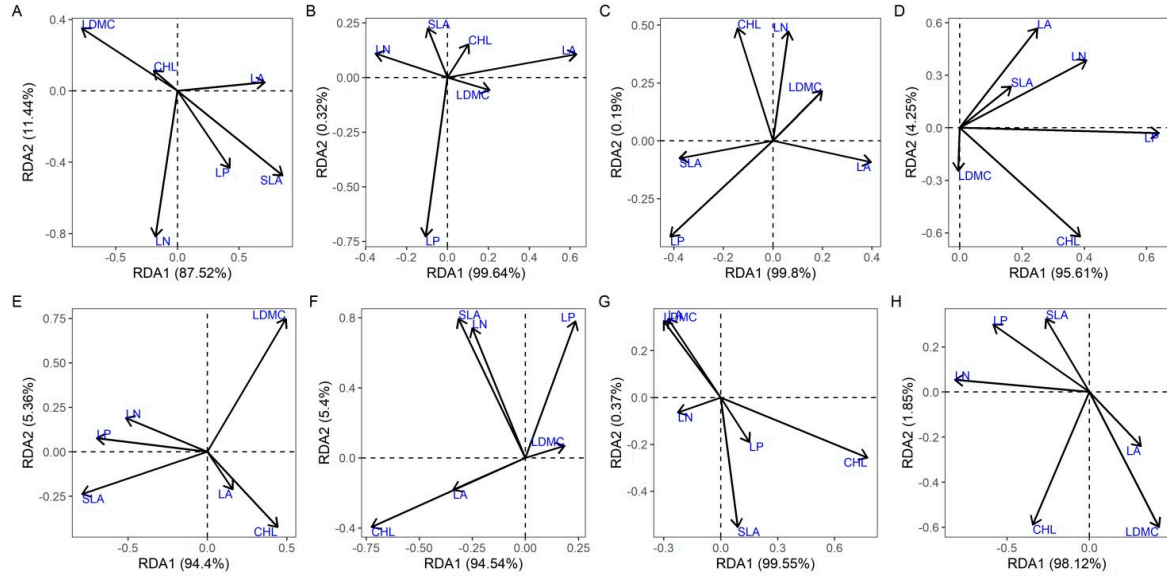 A
B
C
D
0.4
0.0
-0.4
-0.8
RDA2 (11.44%)
LDMC
CHL
LA
LP
SLA
LN
-0.5
0.0
0.5
RDA1 (87.52%)
0.25
0.00
-0.25
-0.50
-0.75
RDA2 (0.32%)
SLA
CHL
LN
LA
LDMC
LP
-0.4
-0.2
0.0
0.2
0.4
0.6
RDA1 (99.64%)
0.50
0.25
0.00
-0.25
RDA2 (0.19%)
CHL
LN
LDMC
SLA
LA
LP
-0.4
-0.2
0.0
0.2
0.4
RDA1 (99.8%)
0.6
0.3
0.0
-0.3
-0.6
RDA2 (4.25%)
LA
LN
SLA
LP
LDMC
CHL
0.0
0.2
0.4
0.6
RDA1 (95.61%)
E
F
G
H
0.75
0.50
0.25
0.00
-0.25
RDA2 (5.36%)
LDMC
LN
LP
SLA
LA
CHL
-0.5
0.0
0.5
RDA1 (94.4%)
0.8
0.4
0.0
-0.4
RDA2 (5.4%)
SLA
LN
LP
LDMC
LA
CHL
-0.75
-0.50
-0.25
0.00
0.25
RDA1 (94.54%)
0.2
0.0
-0.2
-0.4
RDA2 (0.37%)
LA
LDMC
LN
LP
CHL
SLA
-0.3
0.0
0.3
0.6
RDA1 (99.55%)
0.2
0.0
-0.2
-0.4
-0.6
RDA2 (1.85%)
SLA
LP
LN
LA
CHL
LDMC
-0.5
0.0
RDA1 (98.12%)